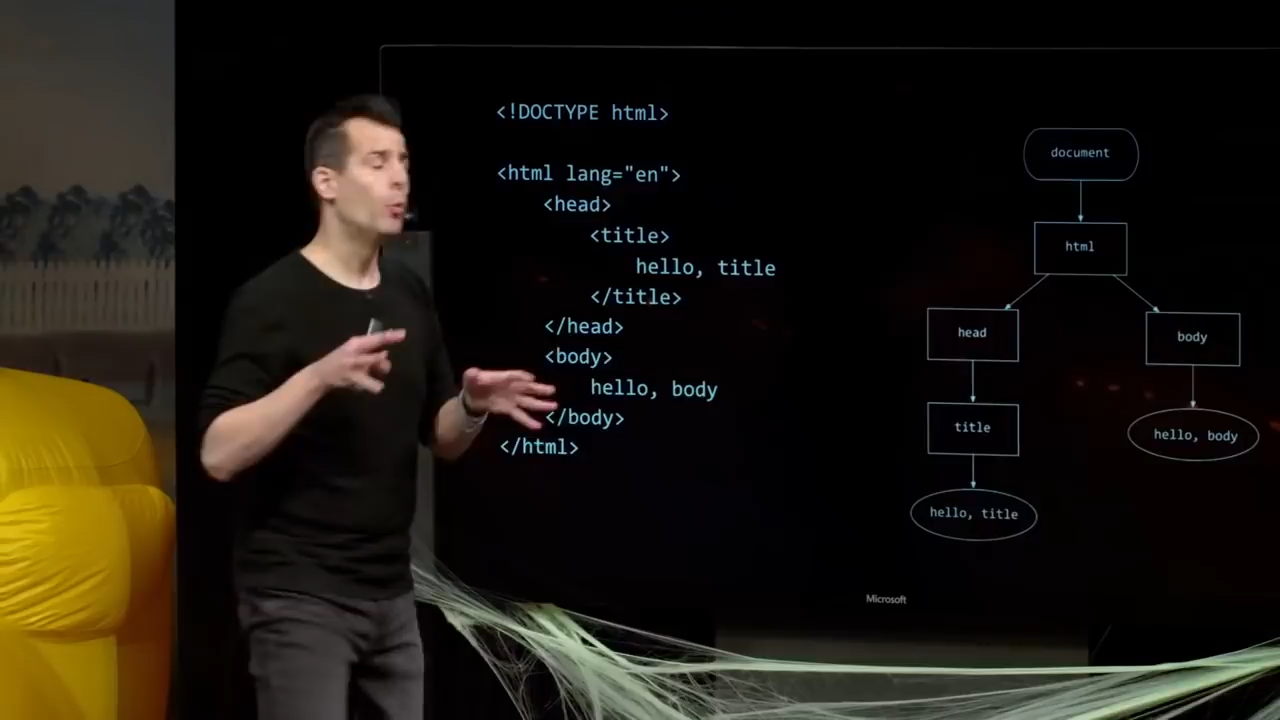 <!DOCTYPE html>
<html lang="en">
<head>
<title>
hello, title
</title>
</head>
<body>
hello, body
</body>
</html>
document
html
head
body
title
hello, body
hello, title
Microsoft